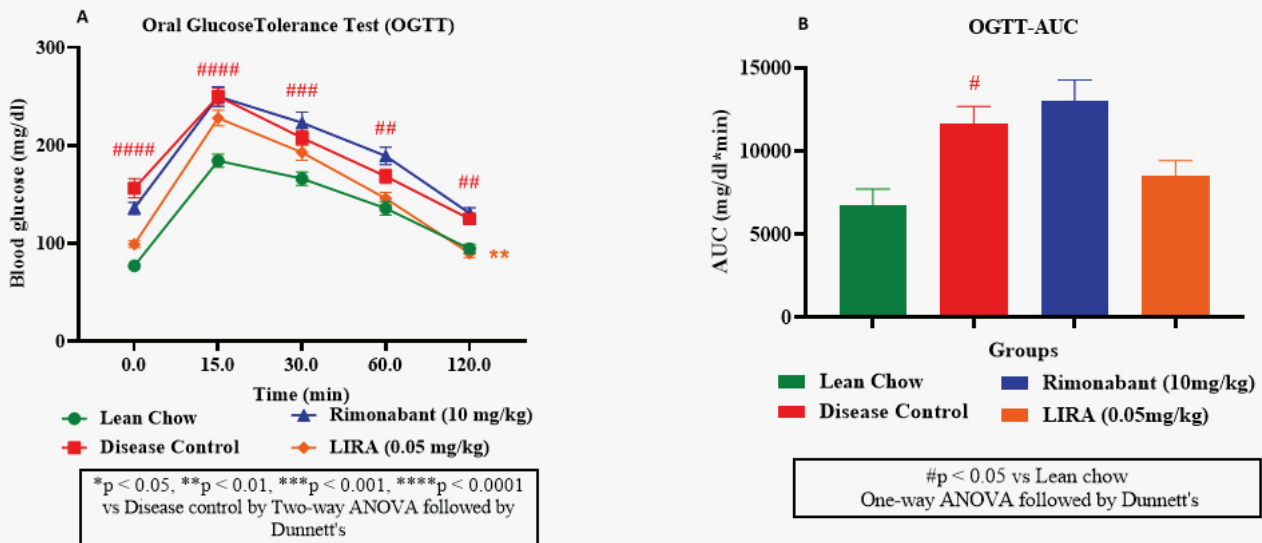 A
Oral GlucoseTolerance Test (OGTT)
Blood glucose (mg/dl)
300
200
100
0
####
####
###
##
##
**
0.0 15.0 30.0 60.0 120.0
Time (min)
Lean Chow
Rimonabant (10 mg/kg)
Disease Control
LIRA (0.05 mg/kg)
*p < 0.05, **p < 0.01, ***p < 0.001, ****p < 0.0001
vs Disease control by Two-way ANOVA followed by
Dunnett's
B
OGTT-AUC
AUC (mg/dl*min)
15000
10000
5000
0
#
Groups
Lean Chow
Rimonabant (10mg/kg)
Disease Control
LIRA (0.05mg/kg)
#p < 0.05 vs Lean chow
One-way ANOVA followed by Dunnett's